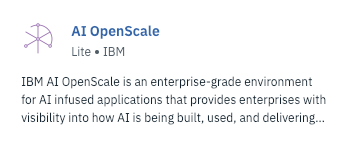 AI OpenScale
Lite • IBM
IBM AI OpenScale is an enterprise-grade environment
for AI infused applications that provides enterprises with
visibility into how AI is being built, used, and delivering...